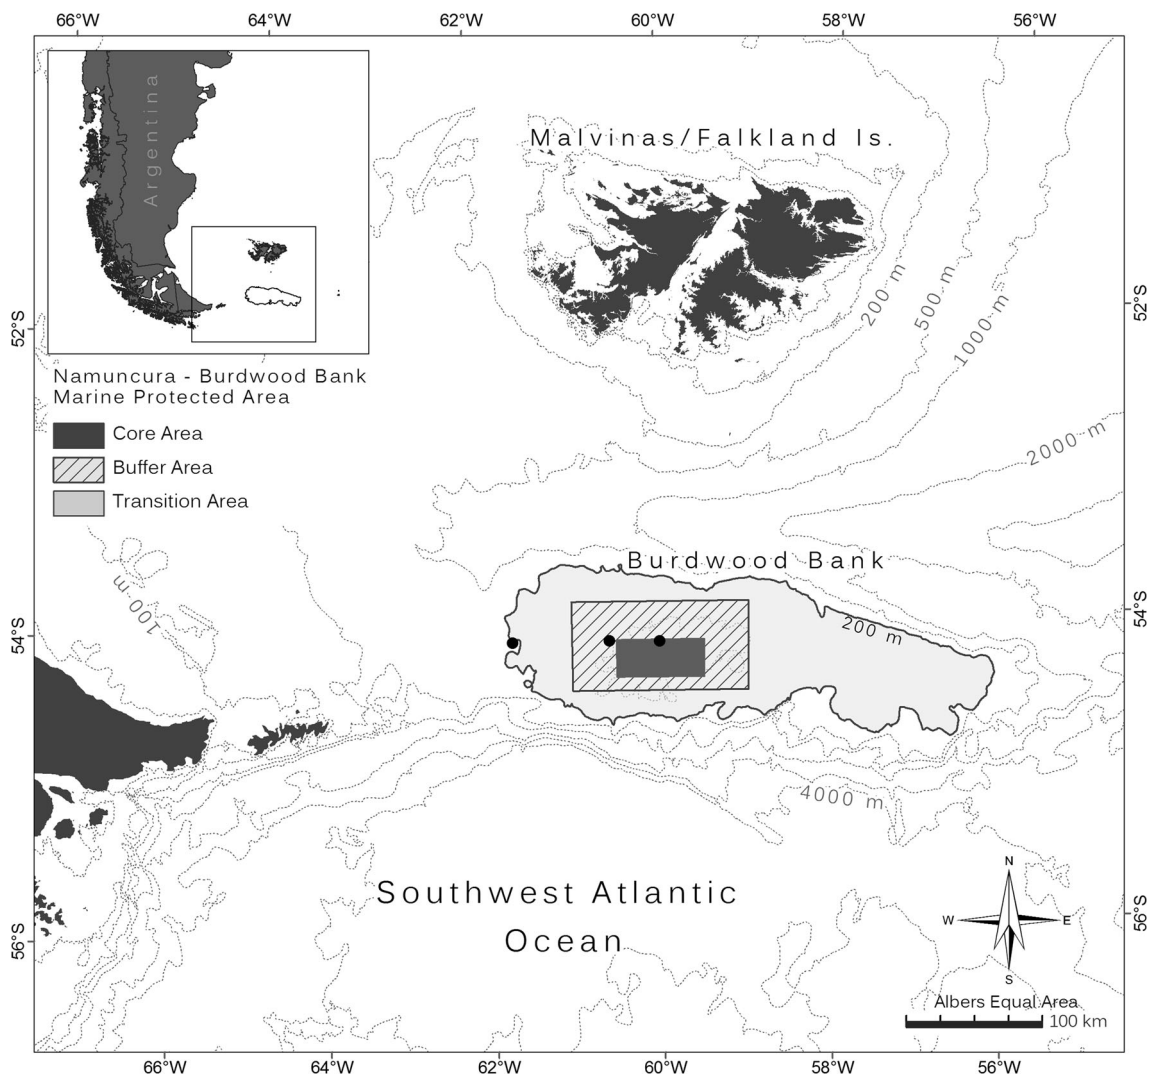 66°W 64°W 62°W 60°W 58°W 56°W
Argentina
Malvinas/Falkland Is.
200 m
500 m
1000 m
52°S
52°S
Namuncura - Burdwood Bank
Marine Protected Area
Core Area
Buffer Area
Transition Area
2000 m
Burdwood Bank
100 m
200 m
54°S
54°S
4000 m
Southwest Atlantic
Ocean
N
W
E
S
56°S
56°S
Albers Equal Area
100 km
66°W 64°W 62°W 60°W 58°W 56°W